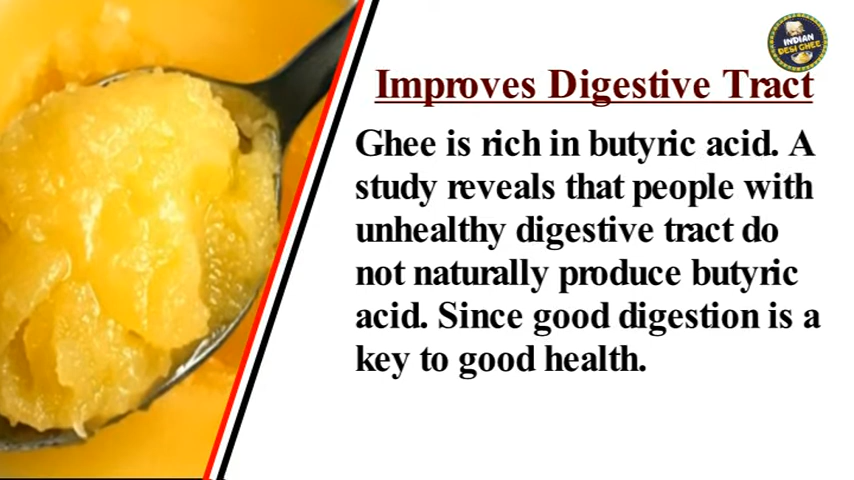 INDIAN
DESI GHEE
Improves Digestive Tract
Ghee is rich in butyric acid. A
study reveals that people with
unhealthy digestive tract do
not naturally produce butyric
acid. Since good digestion is a
key to good health.